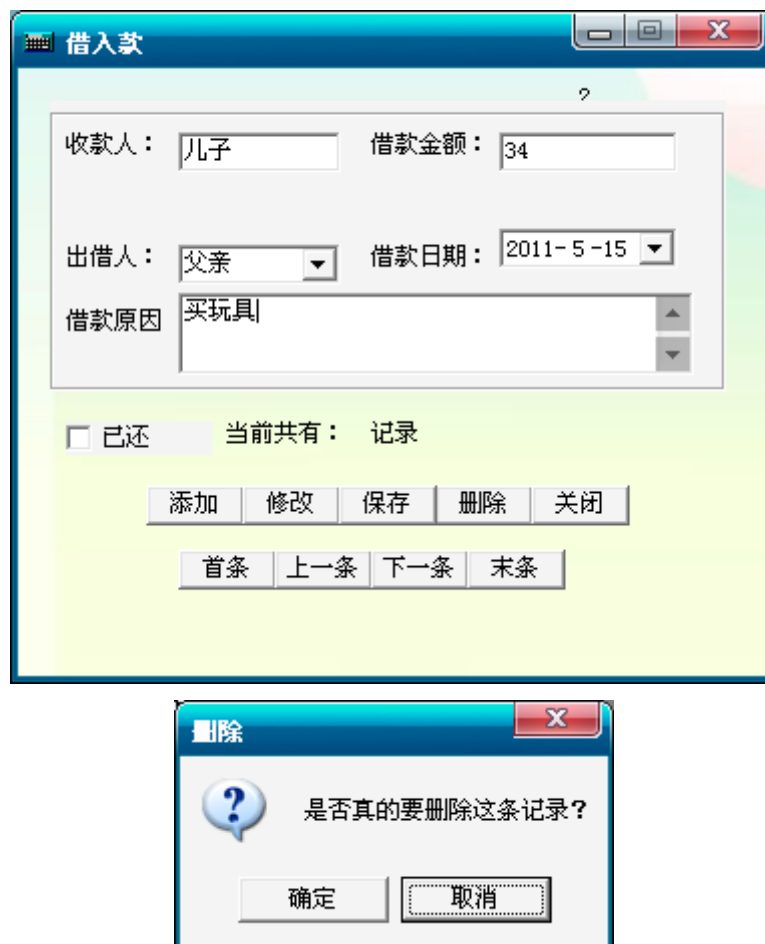 借入款
?
收款人： 儿子 借款金额： 34
出借人： 父亲 借款日期： 2011- 5 -15
借款原因 买玩具
已还 当前共有： 记录
添加 修改 保存 删除 关闭
首条 上一条 下一条 末条
删除
是否真的要删除这条记录?
确定 取消